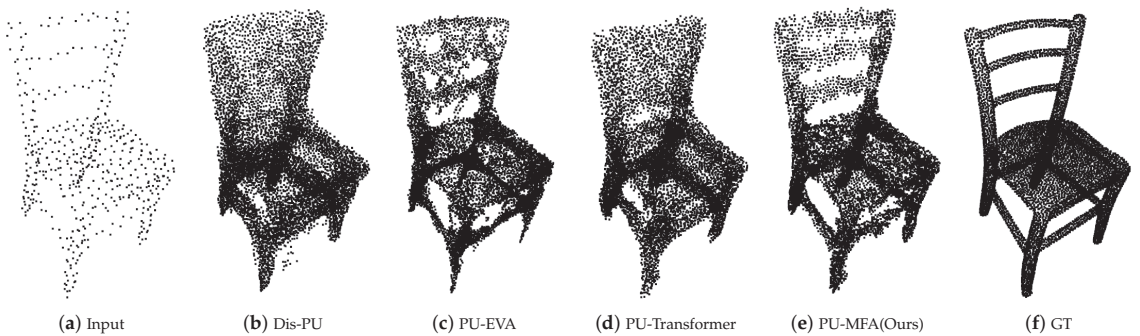 (a) Input
(b) Dis-PU
(c) PU-EVA
(d) PU-Transformer
(e) PU-MFA(Ours)
(f) GT